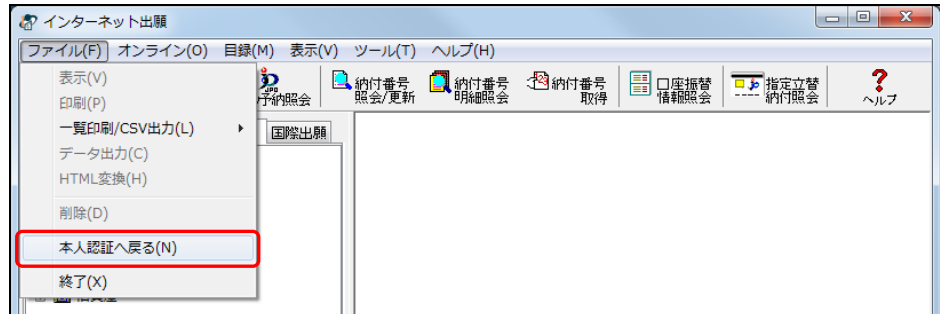 インターネット出願
ファイル(F) オンライン(O) 目録(M) 表示(V) ツール(T) ヘルプ(H)
表示(V)
印刷(P)
一覧印刷/CSV出力(L)
データ出力(C)
HTML変換(H)
削除(D)
本人認証へ戻る(N)
終了(X)
予納照会
納付番号
照会/更新
納付番号
明細照会
納付番号
取得
口座振替
情報照会
指定立替
納付照会
ヘルプ
国際出願